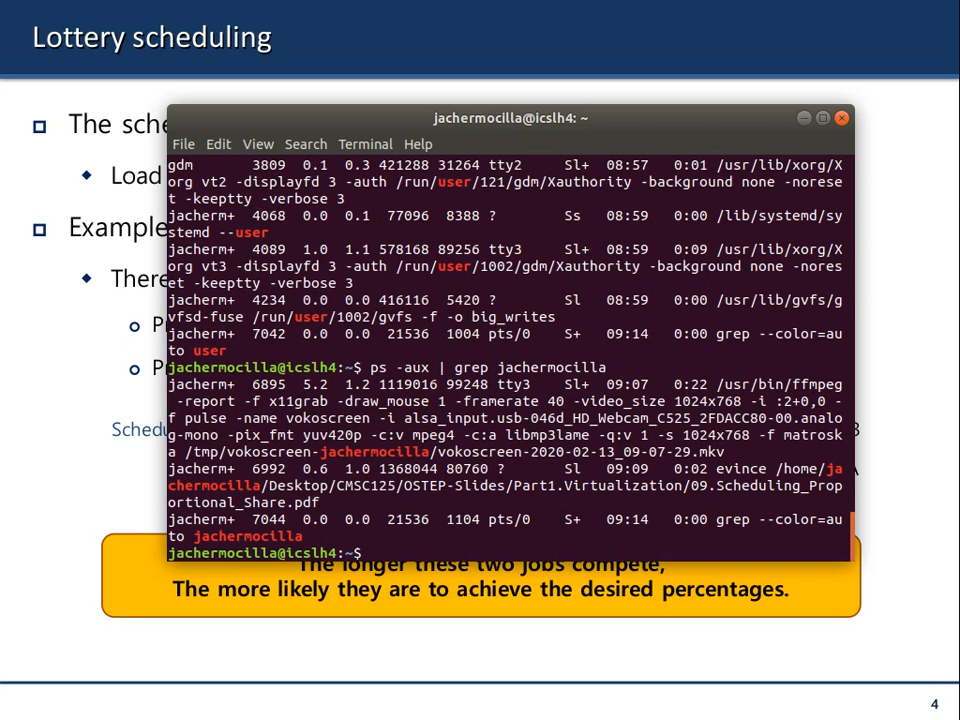 Lottery scheduling
The sche
Load
Example
There
Pr
Pr
Schedu
B
A
jachermocilla@icslh4: ~
File Edit View Search Terminal Help
gdm 3809 0.1 0.3 421288 31264 tty2 Sl+ 08:57 0:01 /usr/lib/xorg/X
org vt2 -displayfd 3 -auth /run/user/121/gdm/Xauthority -background none -norese
t -keeptty -verbose 3
jacherm+ 4068 0.0 0.1 77096 8388 ? Ss 08:59 0:00 /lib/systemd/sy
stemd --user
jacherm+ 4089 1.0 1.1 578168 89256 tty3 Sl+ 08:59 0:09 /usr/lib/xorg/X
org vt3 -displayfd 3 -auth /run/user/1002/gdm/Xauthority -background none -nores
et -keeptty -verbose 3
jacherm+ 4234 0.0 0.0 416116 5420 ? Sl 08:59 0:00 /usr/lib/gvfs/g
vfsd-fuse /run/user/1002/gvfs -f -o big_writes
jacherm+ 7042 0.0 0.0 21536 1004 pts/0 S+ 09:14 0:00 grep --color=au
to user
jachermocilla@icslh4:~$ ps -aux | grep jachermocilla
jacherm+ 6895 5.2 1.2 1119016 99248 tty3 Sl+ 09:07 0:22 /usr/bin/ffmpeg
-report -f x11grab -draw_mouse 1 -framerate 40 -video_size 1024x768 -i :2+0,0 -
f pulse -name vokoscreen -i alsa_input.usb-046d_HD_Webcam_C525_2FDACC80-00.analo
g-mono -pix_fmt yuv420p -c:v mpeg4 -c:a libmp3lame -q:v 1 -s 1024x768 -f matrosk
a /tmp/vokoscreen-jachermocilla/vokoscreen-2020-02-13_09-07-29.mkv
jacherm+ 6992 0.6 1.0 1368044 80760 ? Sl 09:09 0:02 evince /home/ja
chermocilla/Desktop/CMSC125/OSTEP-Slides/Part1.Virtualization/09.Scheduling_Prop
ortional_Share.pdf
jacherm+ 7044 0.0 0.0 21536 1104 pts/0 S+ 09:14 0:00 grep --color=au
to jachermocilla
jachermocilla@icslh4:~$
The longer these two jobs compete,
The more likely they are to achieve the desired percentages.
4